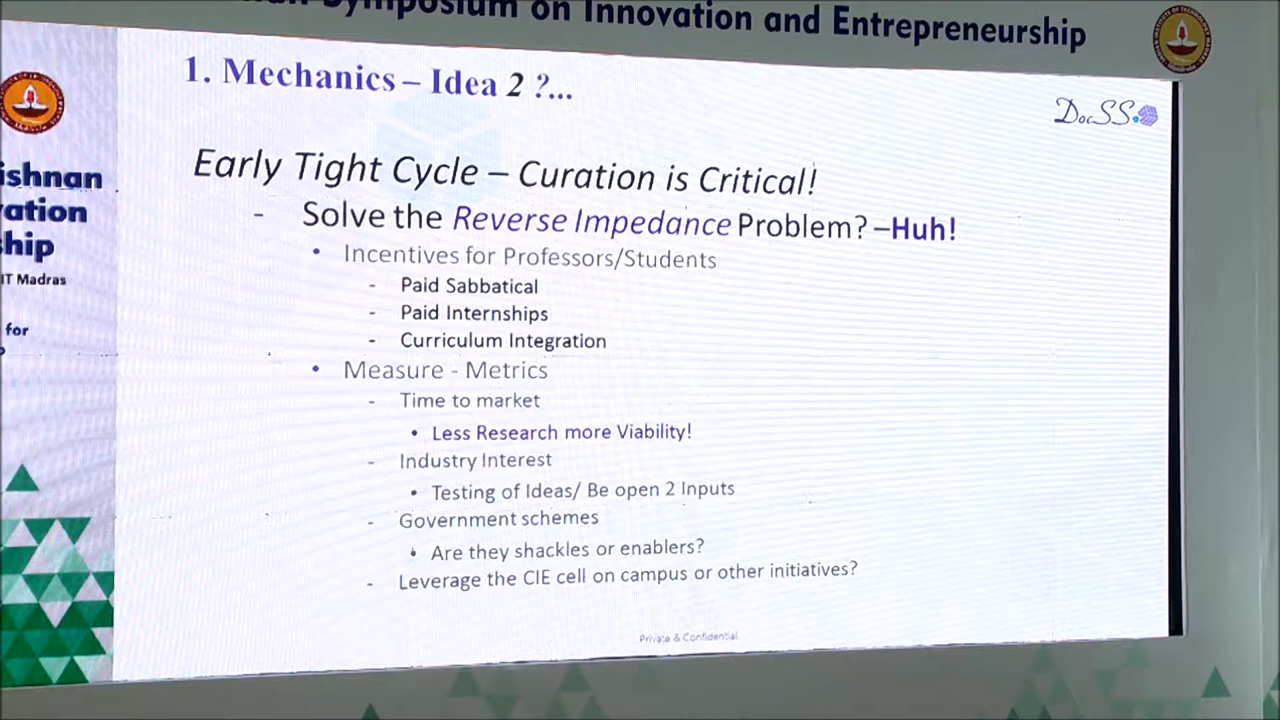 Symposium on Innovation and Entrepreneurship
1. Mechanics – Idea 2 ?...
DocSS
ishnan
ation
hip
IT Madras
for
Early Tight Cycle – Curation is Critical!
- Solve the Reverse Impedance Problem? –Huh!
• Incentives for Professors/Students
- Paid Sabbatical
- Paid Internships
- Curriculum Integration
• Measure - Metrics
- Time to market
• Less Research more Viability!
- Industry Interest
• Testing of Ideas/ Be open 2 Inputs
- Government schemes
• Are they shackles or enablers?
- Leverage the CIE cell on campus or other initiatives?
Private & Confidential